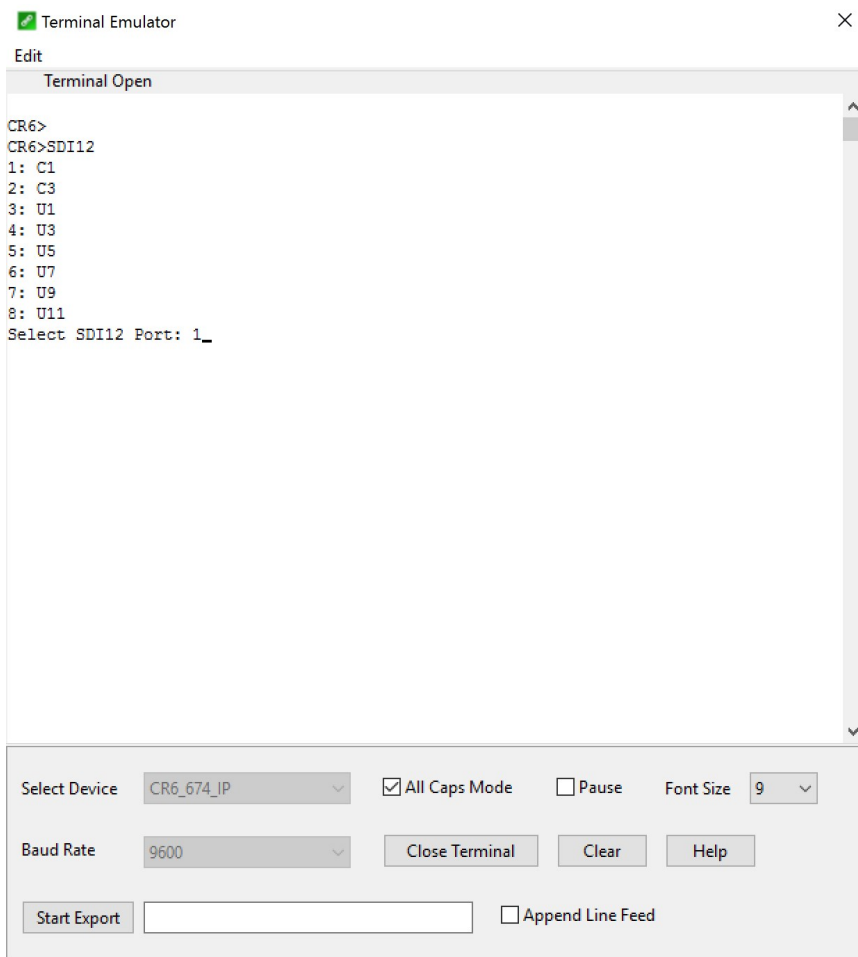 Terminal Emulator
Edit
Terminal Open
CR6>
CR6>SDI12
1: C1
2: C3
3: U1
4: U3
5: U5
6: U7
7: U9
8: U11
Select SDI12 Port: 1_
Select Device CR6_674_IP All Caps Mode Pause Font Size 9
Baud Rate 9600 Close Terminal Clear Help
Start Export Append Line Feed